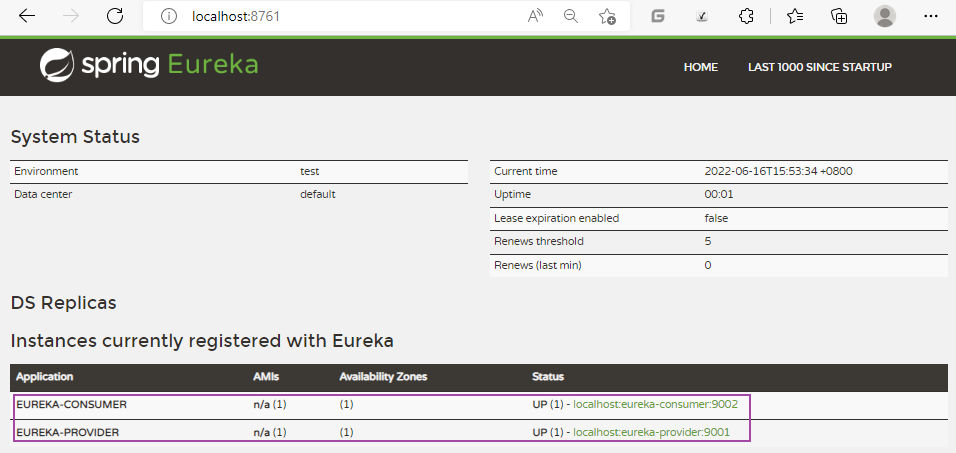 localhost:8761
spring Eureka
HOME LAST 1000 SINCE STARTUP
System Status
Environment test
Data center default
Current time 2022-06-16T15:53:34 +0800
Uptime 00:01
Lease expiration enabled false
Renews threshold 5
Renews (last min) 0
DS Replicas
Instances currently registered with Eureka
Application AMIs Availability Zones Status
EUREKA-CONSUMER n/a (1) (1) UP (1) - localhost:eureka-consumer:9002
EUREKA-PROVIDER n/a (1) (1) UP (1) - localhost:eureka-provider:9001